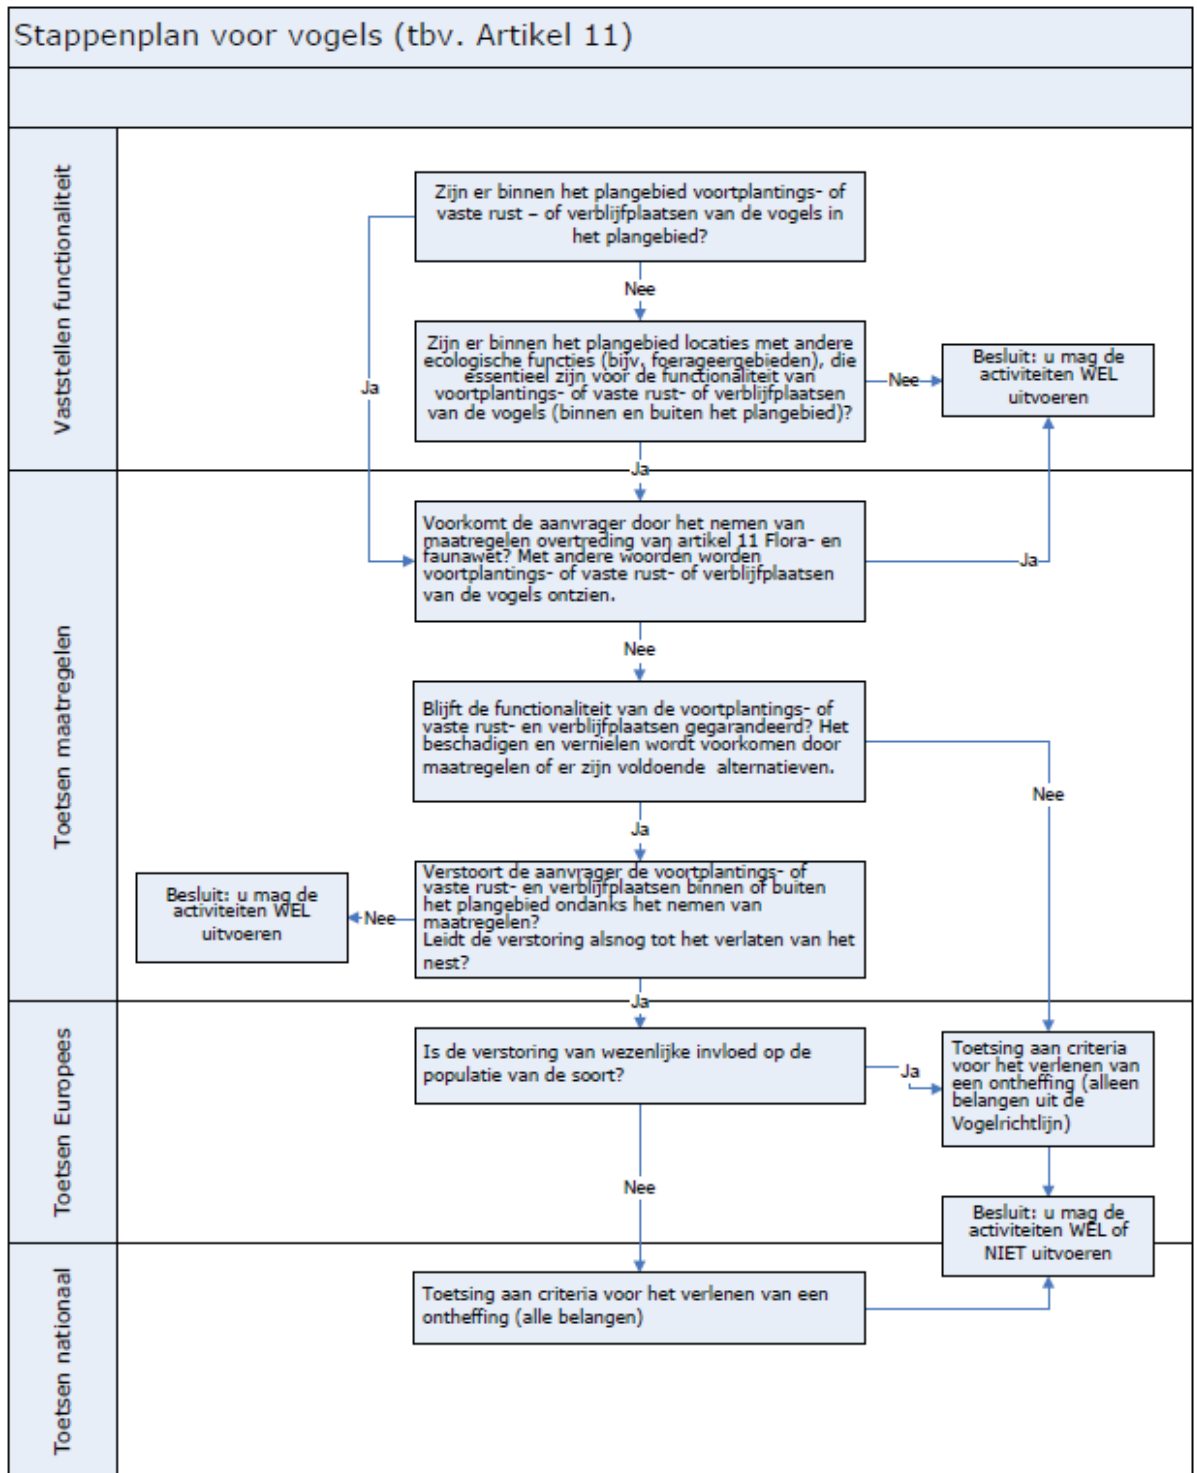 Stappenplan voor vogels (tbv. Artikel 11)
Vaststellen functionaliteit
Zijn er binnen het plangebied voortplantings- of
vaste rust – of verblijfplaatsen van de vogels in
het plangebied?
Nee
Ja
Zijn er binnen het plangebied locaties met andere
ecologische functies (bijv. foerageergebieden), die
essentieel zijn voor de functionaliteit van
voortplantings- of vaste rust- of verblijfplaatsen
van de vogels (binnen en buiten het plangebied)?
Nee
Besluit: u mag de
activiteiten WEL
uitvoeren
Ja
Toetsen maatregelen
Voorkomt de aanvrager door het nemen van
maatregelen overtreding van artikel 11 Flora- en
faunawet? Met andere woorden worden
voortplantings- of vaste rust- of verblijfplaatsen
van de vogels ontzien.
Ja
Nee
Blijft de functionaliteit van de voortplantings- of
vaste rust- en verblijfplaatsen gegarandeerd? Het
beschadigen en vernielen wordt voorkomen door
maatregelen of er zijn voldoende  alternatieven.
Nee
Ja
Verstoort de aanvrager de voortplantings- of
vaste rust- en verblijfplaatsen binnen of buiten
het plangebied ondanks het nemen van
maatregelen?
Leidt de verstoring alsnog tot het verlaten van het
nest?
Nee
Besluit: u mag de
activiteiten WEL
uitvoeren
Ja
Toetsen Europees
Is de verstoring van wezenlijke invloed op de
populatie van de soort?
Ja
Toetsing aan criteria
voor het verlenen van
een ontheffing (alleen
belangen uit de
Vogelrichtlijn)
Nee
Besluit: u mag de
activiteiten WEL of
NIET uitvoeren
Toetsen nationaal
Toetsing aan criteria voor het verlenen van een
ontheffing (alle belangen)